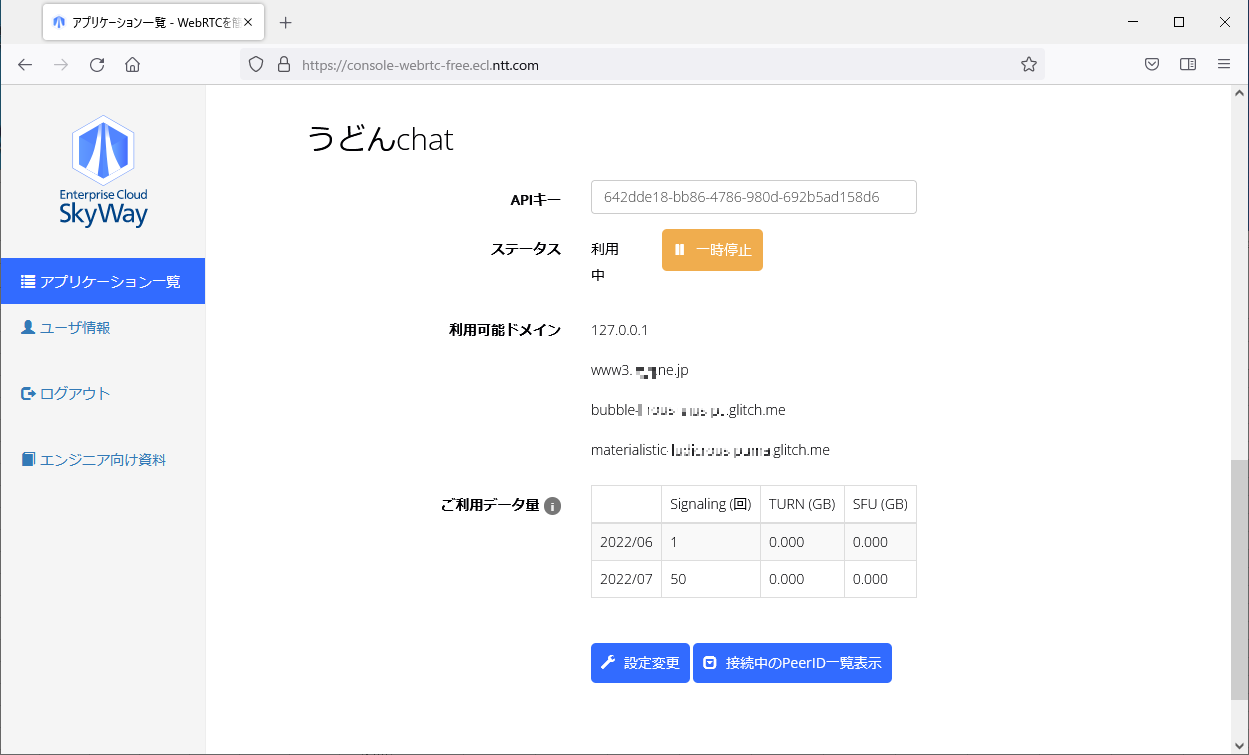 アプリケーション一覧 - WebRTCを簡
https://console-webrtc-free.ecl.ntt.com
Enterprise Cloud
SkyWay
アプリケーション一覧
ユーザ情報
ログアウト
エンジニア向け資料
うどんchat
APIキー 642dde18-bb86-4786-980d-692b5ad158d6
ステータス 利用中 一時停止
利用可能ドメイン 127.0.0.1
www3. ne.jp
bubble- .glitch.me
materialistic- glitch.me
ご利用データ量 i
Signaling (回) TURN (GB) SFU (GB)
2022/06 1 0.000 0.000
2022/07 50 0.000 0.000
設定変更 接続中のPeerID一覧表示